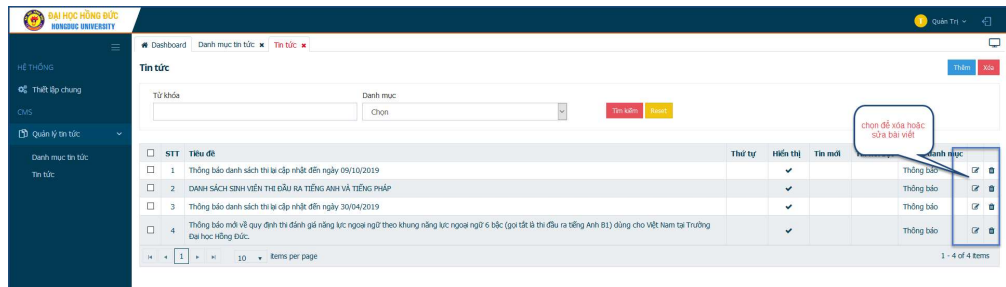 ĐẠI HỌC HỒNG ĐỨC
HONGDUC UNIVERSITY
T Quản Trị
Dashboard Danh mục tin tức × Tin tức ×
HỆ THỐNG
Tin tức
Thêm Xóa
Thiết lập chung
Từ khóa Danh mục
CMS
Chọn
Tìm kiếm Reset
Quản lý tin tức
chọn để xóa hoặc
sửa bài viết
Danh mục tin tức
Tin tức
STT Tiêu đề Thứ tự Hiển thị Tin mới danh mục
1 Thông báo danh sách thi lại cập nhật đến ngày 09/10/2019 Thông báo
2 DANH SÁCH SINH VIÊN THI ĐẦU RA TIẾNG ANH VÀ TIẾNG PHÁP Thông báo
3 Thông báo danh sách thi lại cập nhật đến ngày 30/04/2019 Thông báo
4 Thông báo mới về quy định thi đánh giá năng lực ngoại ngữ theo khung năng lực ngoại ngữ 6 bậc (gọi tắt là thi đầu ra tiếng Anh B1) dùng cho Việt Nam tại Trường Thông báo
Đại học Hồng Đức.
1 10 items per page 1 - 4 of 4 items